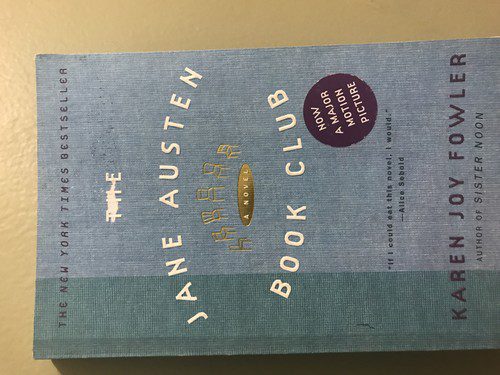 THE NEW YORK TIMES BESTSELLER
THE
JANE AUSTEN
A NOVEL
BOOK CLUB
NOW
A MAJOR
MOTION
PICTURE
"If I could eat this novel, I would."
—Alice Sebold
KAREN JOY FOWLER
AUTHOR OF SISTER NOON